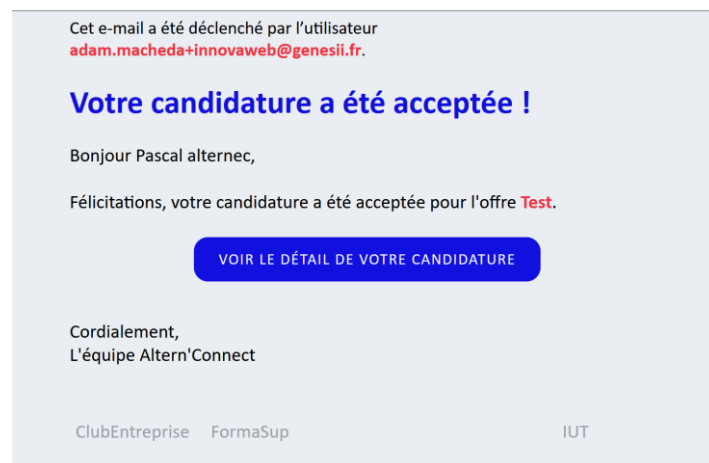 Cet e-mail a été déclenché par l’utilisateur
adam.macheda+innovaweb@genesii.fr.
Votre candidature a été acceptée !
Bonjour Pascal alternec,
Félicitations, votre candidature a été acceptée pour l'offre Test.
VOIR LE DÉTAIL DE VOTRE CANDIDATURE
Cordialement,
L'équipe Altern'Connect
ClubEntreprise FormaSup IUT